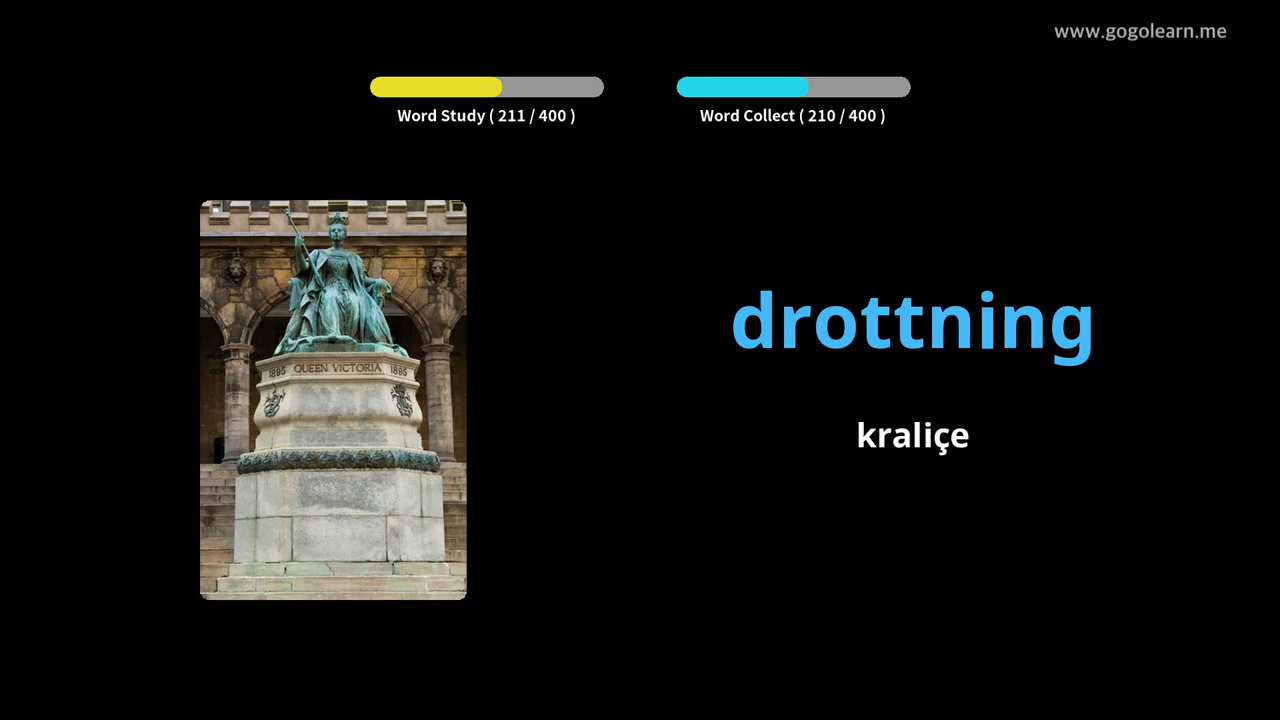 www.gogolearn.me
Word Study ( 211 / 400 )
Word Collect ( 210 / 400 )
1895 QUEEN VICTORIA 1895
drottning
kraliçe